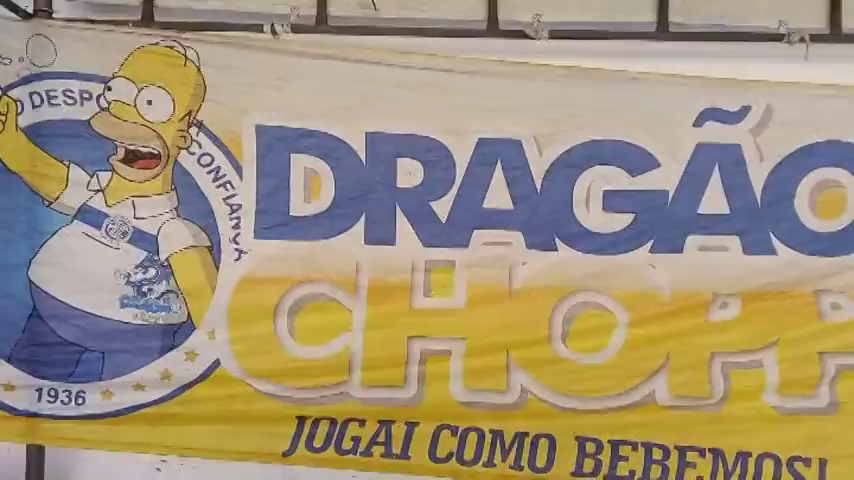 DESPO
CONFIANÇA
1936
DRAGÃO
CHOPP
JOGAI COMO BEBEMOS!